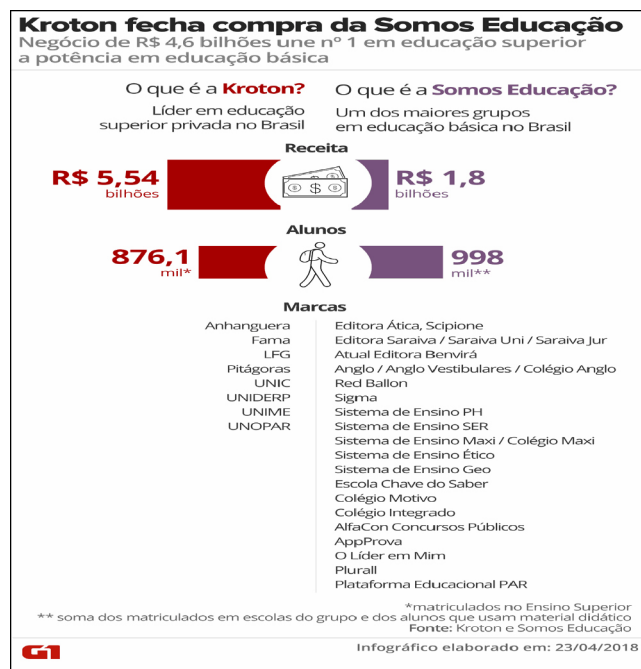 Kroton fecha compra da Somos Educação
Negócio de R$ 4,6 bilhões une nº 1 em educação superior
a potência em educação básica
O que é a Kroton?
Líder em educação
superior privada no Brasil
O que é a Somos Educação?
Um dos maiores grupos
em educação básica no Brasil
Receita
R$ 5,54
bilhões
$
R$ 1,8
bilhões
Alunos
876,1
mil*
998
mil**
Marcas
Anhanguera
Fama
LFG
Pitágoras
UNIC
UNIDERP
UNIME
UNOPAR
Editora Ática, Scipione
Editora Saraiva / Saraiva Uni / Saraiva Jur
Atual Editora Benvirá
Anglo / Anglo Vestibulares / Colégio Anglo
Red Ballon
Sigma
Sistema de Ensino PH
Sistema de Ensino SER
Sistema de Ensino Maxi / Colégio Maxi
Sistema de Ensino Ético
Sistema de Ensino Geo
Escola Chave do Saber
Colégio Motivo
Colégio Integrado
AlfaCon Concursos Públicos
AppProva
O Líder em Mim
Plurall
Plataforma Educacional PAR
*matriculados no Ensino Superior
** soma dos matriculados em escolas do grupo e dos alunos que usam material didático
Fonte: Kroton e Somos Educação
G1
Infográfico elaborado em: 23/04/2018